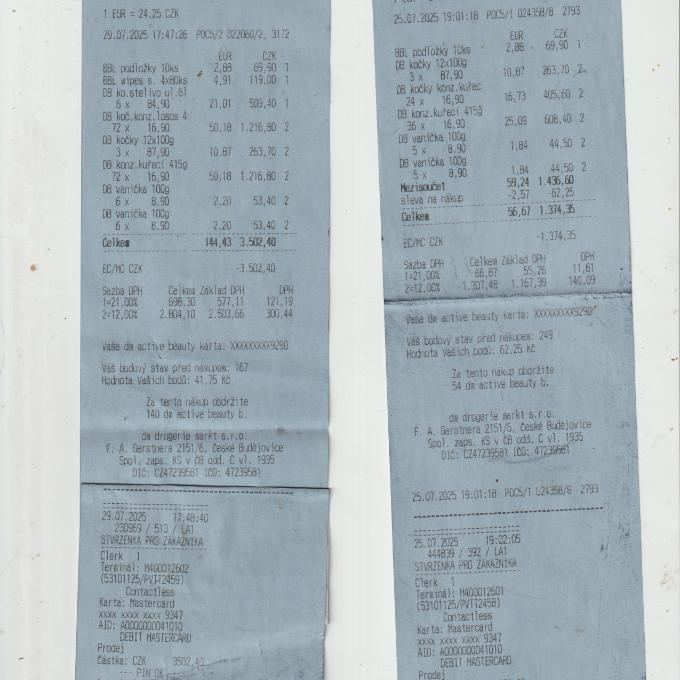 1 EUR = 24.25 CZK
29.07.2025 17:47:26 POC5/2 022060/2, 3172
EUR CZK
BBL podložky 10ks 2,88 69,90 1
BBL wipes s. 4x80ks 4,91 119,00 1
DB ko.stelivo ul.6l
6 x 84,90 21,01 509,40 1
DB koč.konz.losos 4
72 x 16,90 50,18 1.216,80 2
DB kočky 12x100g
3 x 87,90 10,87 263,70 2
DB konz.kuřecí 415g
72 x 16,90 50,18 1.216,80 2
DB vanička 100g
6 x 8,90 2,20 53,40 2
DB vanička 100g
6 x 8,90 2,20 53,40 2
Celkem 144,43 3.502,40
EC/MC CZK -3.502,40
Sazba DPH Celkem Základ DPH
1=21,00% 698,30 577,11 121,19
2=12,00% 2.804,10 2.503,66 300,44
Vaše dm active beauty karta: XXXXXXXXX9290
Váš bodový stav před nákupem: 167
Hodnota Vašich bodů: 41,75 Kč
Za tento nákup obdržíte
140 dm active beauty b.
dm drogerie markt s.r.o.
F. A. Gerstnera 2151/6, České Budějovice
Spol. zaps. KS v ČB odd. C vl. 1935
DIČ: CZ47239581 IČO: 47239581
29.07.2025 17:48:40
230969 / 513 / LA1
STVRZENKA PRO ZÁKAZNÍKA
Clerk 1
Terminál: M400012602
(53101125/PVTT2459)
Contactless
Karta: Mastercard
xxxx xxxx xxxx 9347
AID: A0000000041010
DEBIT MASTERCARD
Prodej
Částka: CZK 3502,40
--- PIN OK ---
25.07.2025 19:01:18 POC5/1 024358/8 2793
EUR CZK
BBL podložky 10ks 2,88 69,90 1
DB kočky 12x100g
3 x 87,90 10,87 263,70 2
DB kočky konz.kuřec
24 x 16,90 16,73 405,60 2
DB konz.kuřecí 415g
36 x 16,90 25,09 608,40 2
DB vanička 100g
5 x 8,90 1,84 44,50 2
DB vanička 100g
5 x 8,90 1,84 44,50 2
Mezisoučet 59,24 1.436,60
sleva na nákup -2,57 -62,25
Celkem 56,67 1.374,35
EC/MC CZK -1.374,35
Sazba DPH Celkem Základ DPH
1=21,00% 66,87 55,26 11,61
2=12,00% 1.307,48 1.167,39 140,09
Vaše dm active beauty karta: XXXXXXXXX9290
Váš bodový stav před nákupem: 249
Hodnota Vašich bodů: 62,25 Kč
Za tento nákup obdržíte
54 dm active beauty b.
dm drogerie markt s.r.o.
F. A. Gerstnera 2151/6, České Budějovice
Spol. zaps. KS v ČB odd. C vl. 1935
DIČ: CZ47239581 IČO: 47239581
25.07.2025 19:01:18 POC5/1 024358/8 2793
25.07.2025 19:02:05
444839 / 392 / LA1
STVRZENKA PRO ZÁKAZNÍKA
Clerk 1
Terminál: M400012601
(53101125/PVTT2458)
Contactless
Karta: Mastercard
xxxx xxxx xxxx 9347
AID: A0000000041010
DEBIT MASTERCARD
Prodej